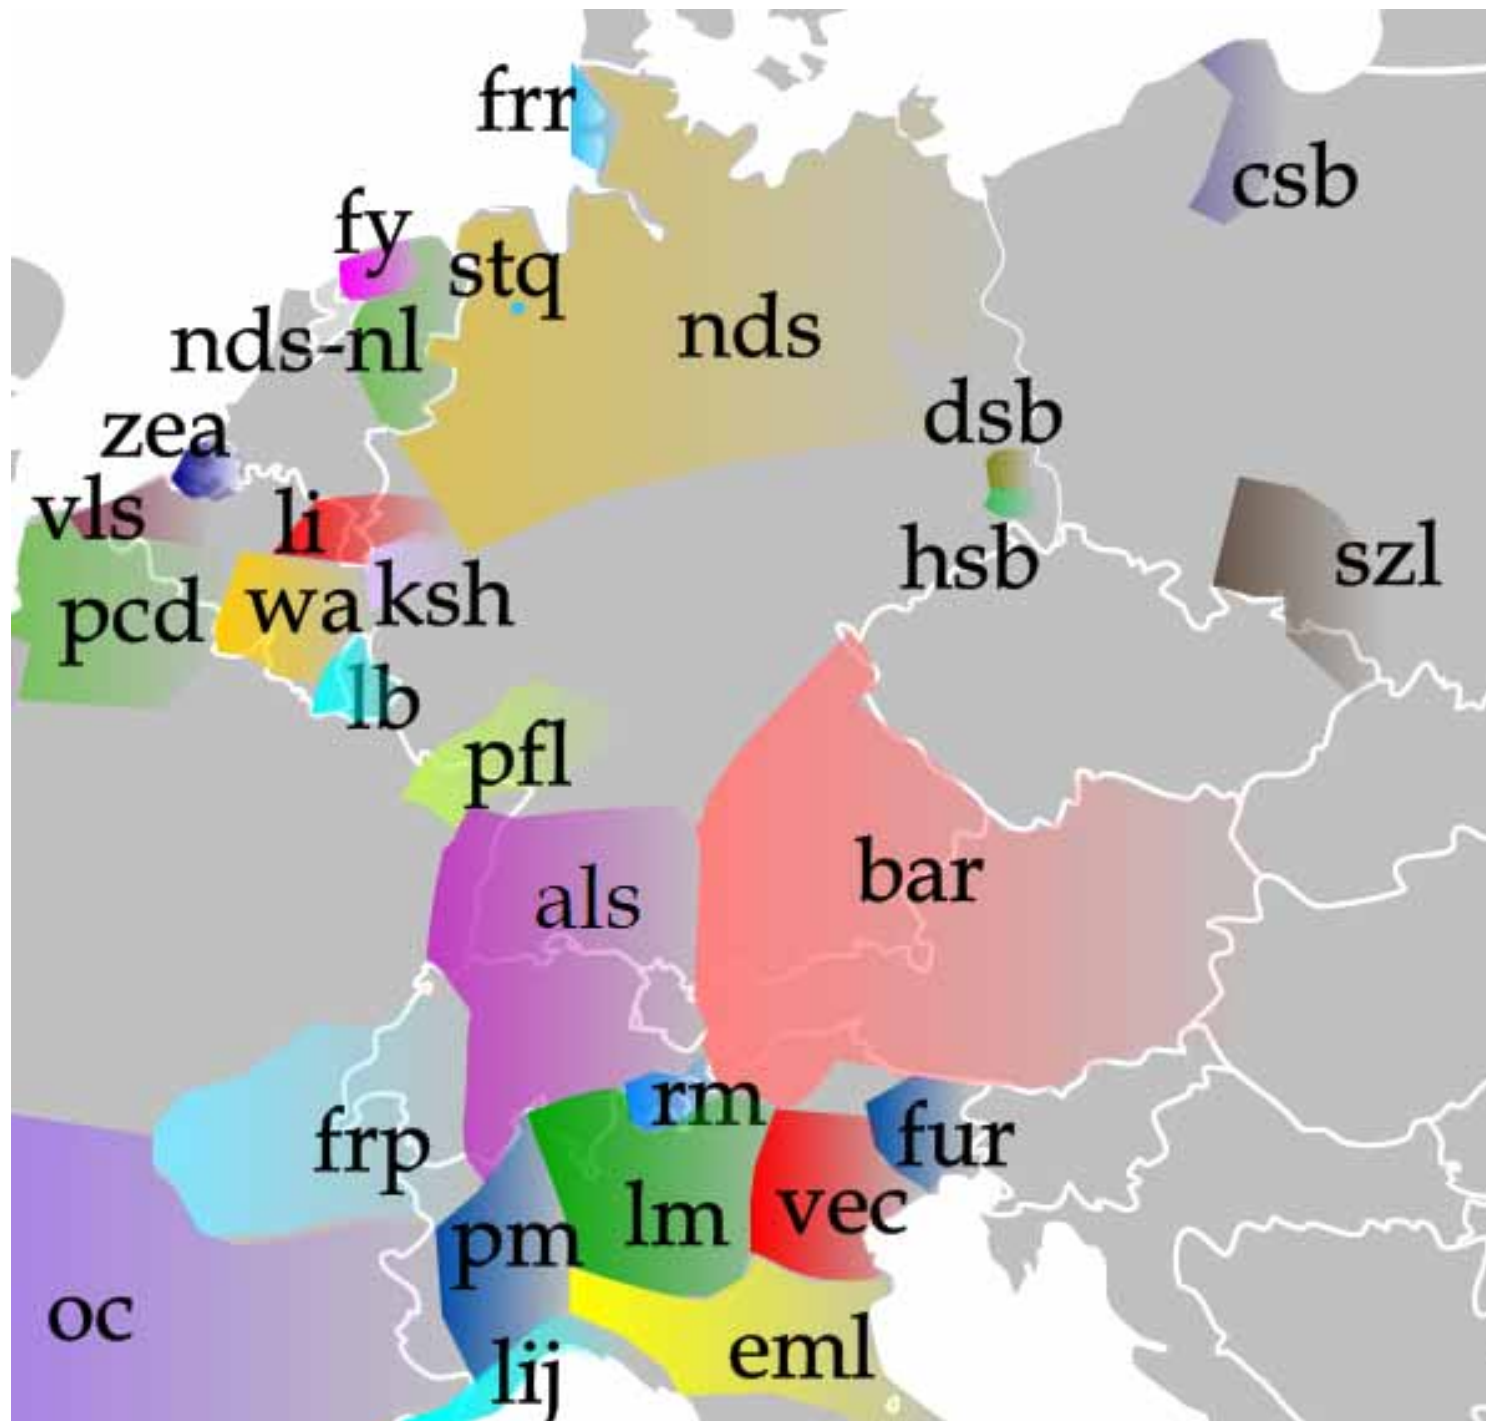 frr
csb
fy
stq
nds-nl
nds
dsb
zea
vls
li
hsb
szl
pcd
wa
ksh
lb
pfl
als
bar
rm
frp
fur
pm
lm
vec
oc
lij
eml